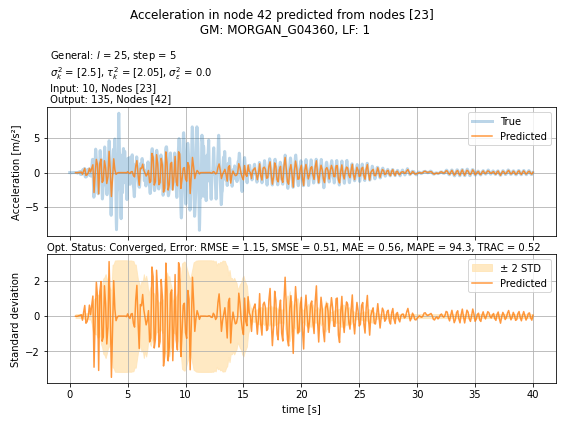 Acceleration in node 42 predicted from nodes [23]
GM: MORGAN_G04360, LF: 1
General: l = 25, step = 5
σ²ₖ = [2.5], τ²ₖ = [2.05], σ²ε = 0.0
Input: 10, Nodes [23]
Output: 135, Nodes [42]
True
Predicted
Acceleration [m/s²]
5
0
−5
Opt. Status: Converged, Error: RMSE = 1.15, SMSE = 0.51, MAE = 0.56, MAPE = 94.3, TRAC = 0.52
± 2 STD
Predicted
Standard deviation
2
0
−2
0 5 10 15 20 25 30 35 40
time [s]